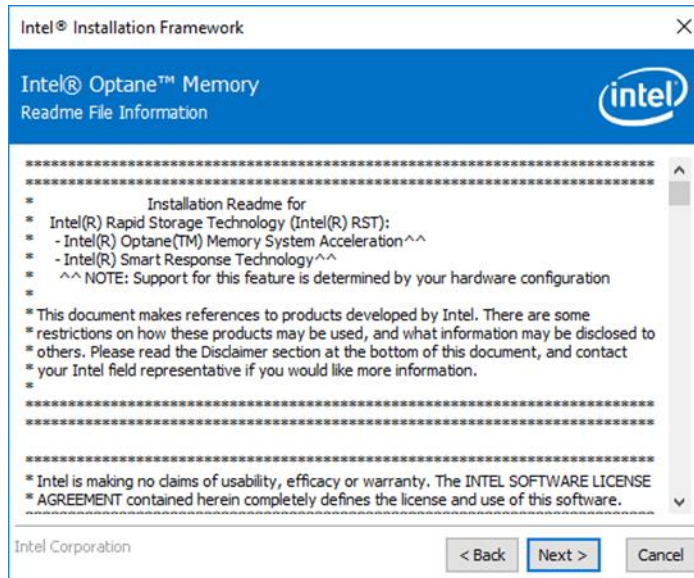 Intel® Installation Framework
Intel® Optane™ Memory
Readme File Information
intel
*******************************************************************************
*******************************************************************************
* Installation Readme for
* Intel(R) Rapid Storage Technology (Intel(R) RST):
* - Intel(R) Optane(TM) Memory System Acceleration^^
* - Intel(R) Smart Response Technology^^
* ^^ NOTE: Support for this feature is determined by your hardware configuration
*
* This document makes references to products developed by Intel. There are some
* restrictions on how these products may be used, and what information may be disclosed to
* others. Please read the Disclaimer section at the bottom of this document, and contact
* your Intel field representative if you would like more information.
*
*******************************************************************************
*******************************************************************************
*******************************************************************************
* Intel is making no claims of usability, efficacy or warranty. The INTEL SOFTWARE LICENSE
* AGREEMENT contained herein completely defines the license and use of this software.
*******************************************************************************
Intel Corporation
< Back
Next >
Cancel